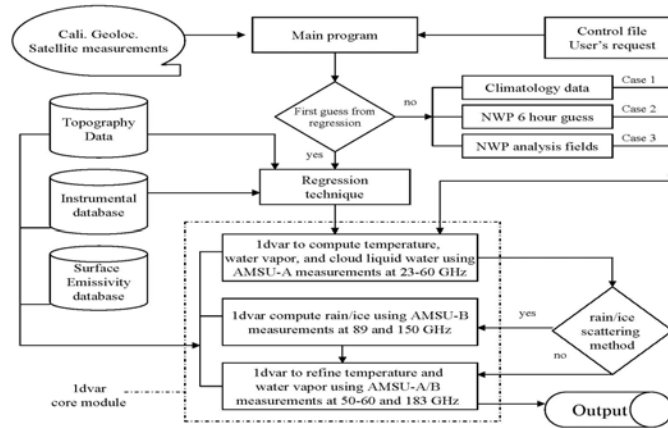 Cali. Geoloc.
Satellite measurements
Main program
Control file
User's request
First guess from
regression
no
yes
Climatology data
Case 1
NWP 6 hour guess
Case 2
NWP analysis fields
Case 3
Topography
Data
Instrumental
database
Surface
Emissivity
database
Regression
technique
1dvar to compute temperature,
water vapor, and cloud liquid water using
AMSU-A measurements at 23-60 GHz
1dvar compute rain/ice using AMSU-B
measurements at 89 and 150 GHz
yes
no
rain/ice
scattering
method
1dvar to refine temperature and
water vapor using AMSU-A/B
measurements at 50-60 and 183 GHz
1dvar
core module
Output